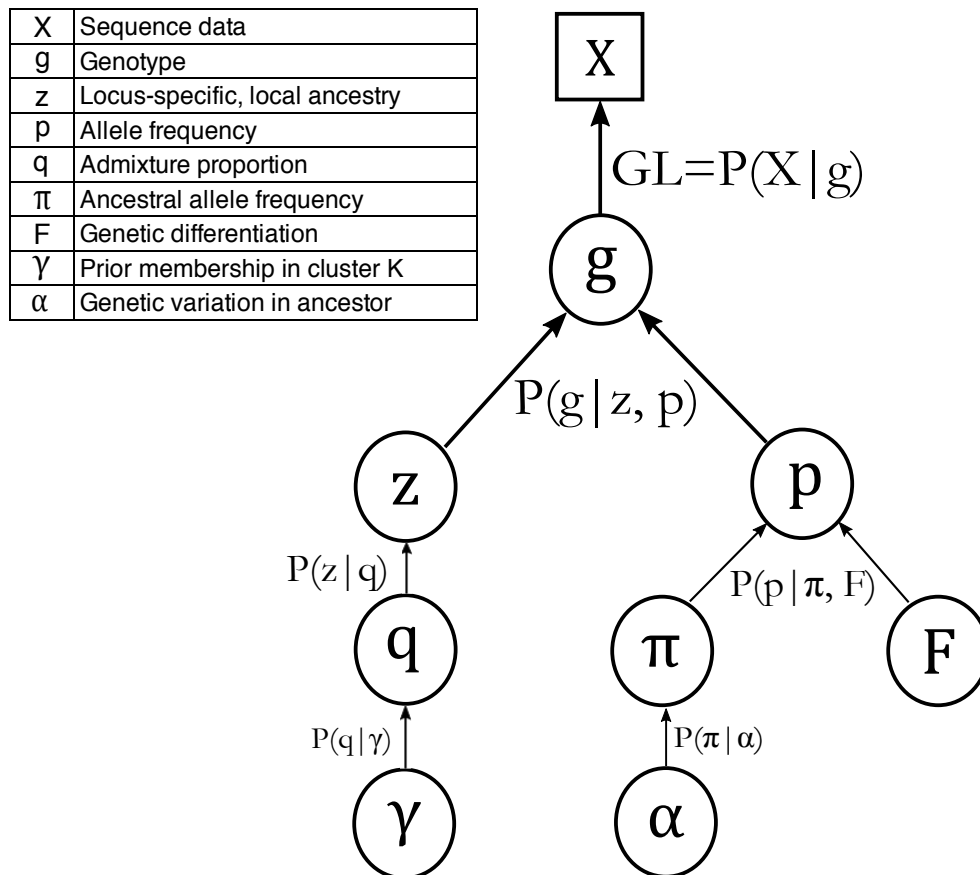 X Sequence data
g Genotype
z Locus-specific, local ancestry
p Allele frequency
q Admixture proportion
π Ancestral allele frequency
F Genetic differentiation
γ Prior membership in cluster K
α Genetic variation in ancestor
X
GL=P(X|g)
g
P(g|z, p)
z
p
P(z|q)
P(p|π, F)
q
π
F
P(q|γ)
P(π|α)
γ
α